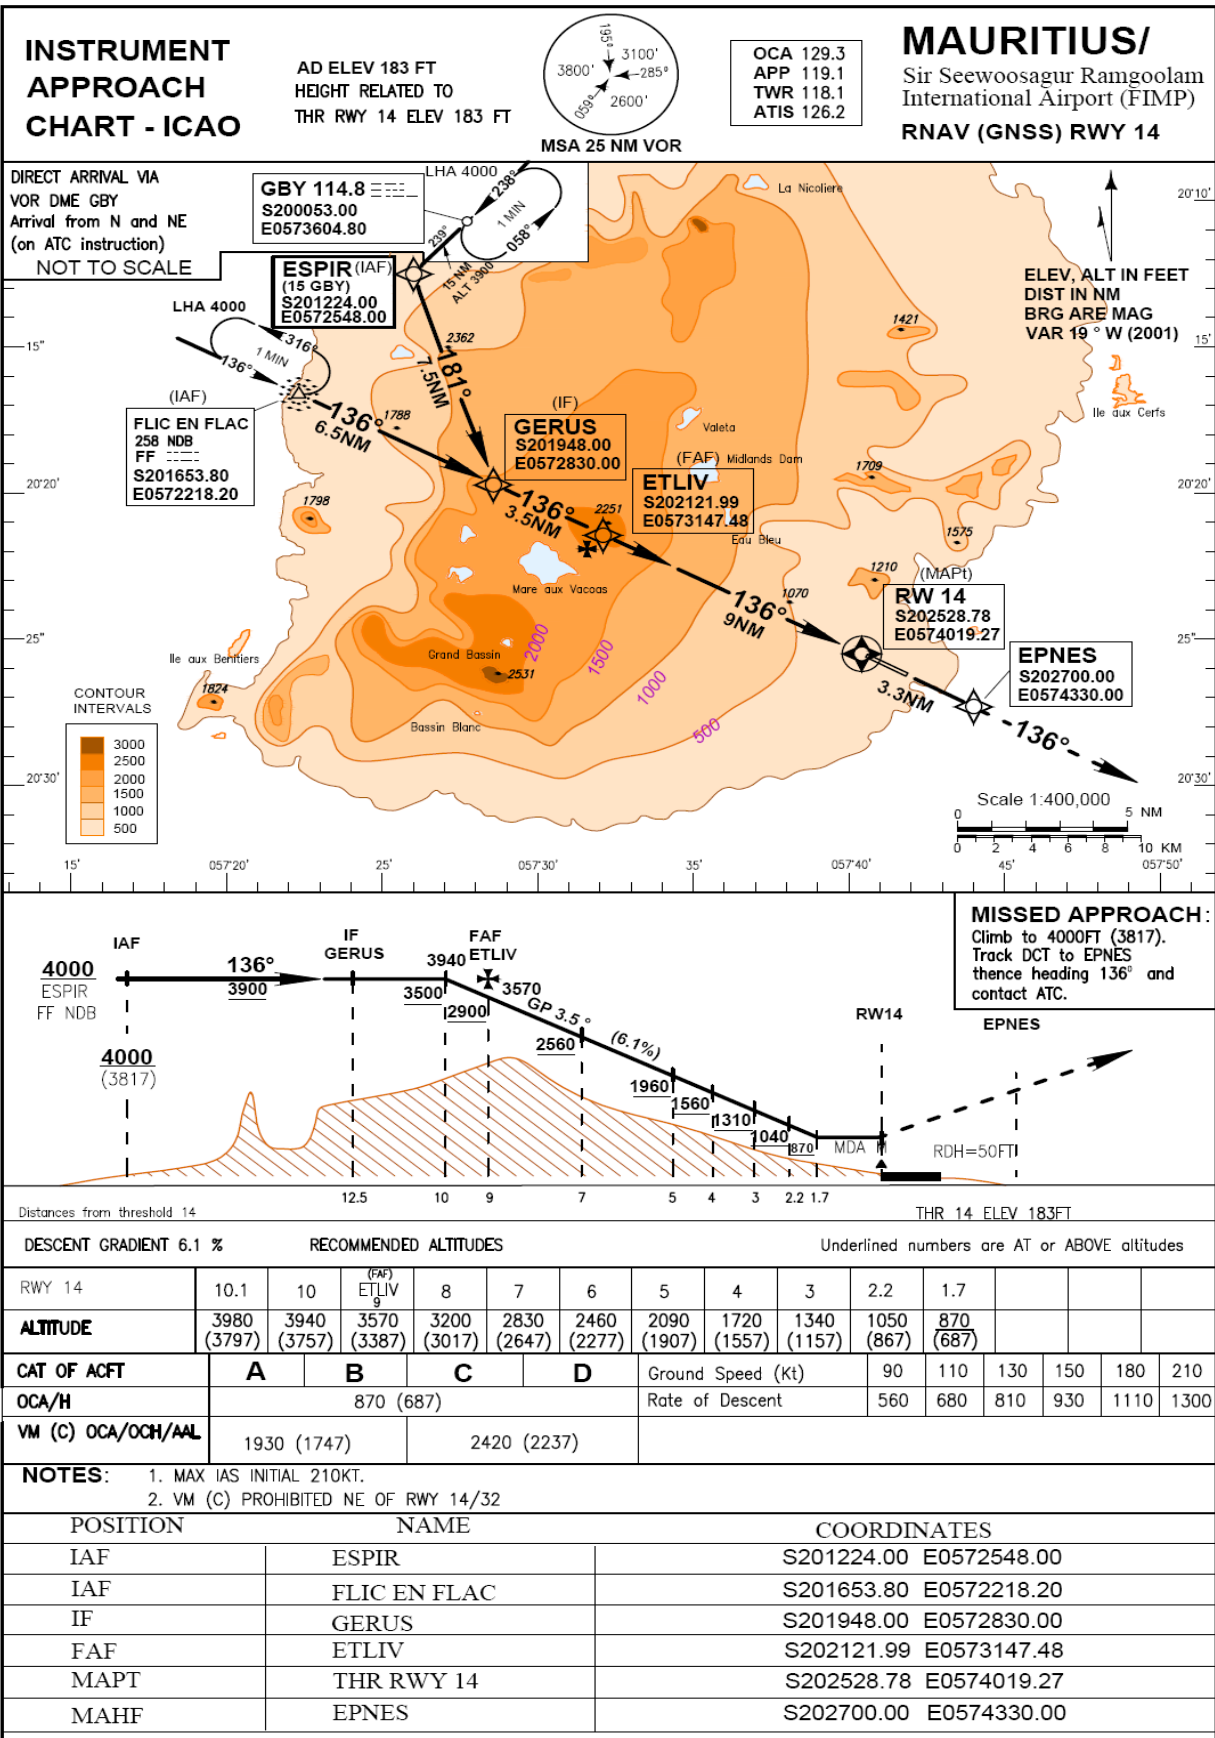 INSTRUMENT
APPROACH
CHART - ICAO
AD ELEV 183 FT
HEIGHT RELATED TO
THR RWY 14 ELEV 183 FT
195°
3100'
3800'
285°
059°
2600'
MSA 25 NM VOR
OCA 129.3
APP 119.1
TWR 118.1
ATIS 126.2
MAURITIUS/
Sir Seewoosagur Ramgoolam
International Airport (FIMP)
RNAV (GNSS) RWY 14
DIRECT ARRIVAL VIA
VOR DME GBY
Arrival from N and NE
(on ATC instruction)
NOT TO SCALE
GBY 114.8
S200053.00
E0573604.80
LHA 4000
238°
1 MIN
058°
239°
15 NM
ALT 3900
ESPIR (IAF)
(15 GBY)
S201224.00
E0572548.00
LHA 4000
316°
1 MIN
136°
(IAF)
FLIC EN FLAC
258 NDB
FF
S201653.80
E0572218.20
La Nicoliere
20°10'
ELEV, ALT IN FEET
DIST IN NM
BRG ARE MAG
VAR 19 ° W (2001)
15"
15'
2362
181°
7.5NM
1421
Ile aux Cerfs
136°
6.5NM
1788
(IF)
GERUS
S201948.00
E0572830.00
Valeta
(FAF)
Midlands Dam
ETLIV
S202121.99
E0573147.48
Eau Bleu
1709
20°20'
20°20'
1798
136°
3.5NM
2251
1575
1210
(MAPt)
RW 14
S202528.78
E0574019.27
Mare aux Vacoas
136°
9NM
1070
25"
25"
Ile aux Benitiers
Grand Bassin
2000
1500
1000
500
2531
1824
Bassin Blanc
3.3NM
EPNES
S202700.00
E0574330.00
136°
CONTOUR
INTERVALS
3000
2500
2000
1500
1000
500
20°30'
20°30'
Scale 1:400,000
0
5 NM
0 2 4 6 8 10 KM
15'
057°20'
25'
057°30'
35'
057°40'
45'
057°50'
MISSED APPROACH:
Climb to 4000FT (3817).
Track DCT to EPNES
thence heading 136° and
contact ATC.
IAF
IF
GERUS
FAF
ETLIV
4000
ESPIR
FF NDB
136°
3900
3940
3500
2900
3570
GP 3.5 °
(6.1%)
2560
4000
(3817)
1960
1560
1310
1040
870
MDA
M
RW14
EPNES
RDH=50FT
12.5 10 9 7 5 4 3 2.2 1.7
Distances from threshold 14
THR 14 ELEV 183FT
DESCENT GRADIENT 6.1 % RECOMMENDED ALTITUDES Underlined numbers are AT or ABOVE altitudes
RWY 14 10.1 10 (FAF) ETLIV 9 8 7 6 5 4 3 2.2 1.7
ALTITUDE 3980 3940 3570 3200 2830 2460 2090 1720 1340 1050 870
(3797) (3757) (3387) (3017) (2647) (2277) (1907) (1557) (1157) (867) (687)
CAT OF ACFT A B C D Ground Speed (Kt) 90 110 130 150 180 210
OCA/H 870 (687) Rate of Descent 560 680 810 930 1110 1300
VM (C) OCA/OCH/AAL 1930 (1747) 2420 (2237)
NOTES: 1. MAX IAS INITIAL 210KT.
2. VM (C) PROHIBITED NE OF RWY 14/32
POSITION NAME COORDINATES
IAF ESPIR S201224.00 E0572548.00
IAF FLIC EN FLAC S201653.80 E0572218.20
IF GERUS S201948.00 E0572830.00
FAF ETLIV S202121.99 E0573147.48
MAPT THR RWY 14 S202528.78 E0574019.27
MAHF EPNES S202700.00 E0574330.00